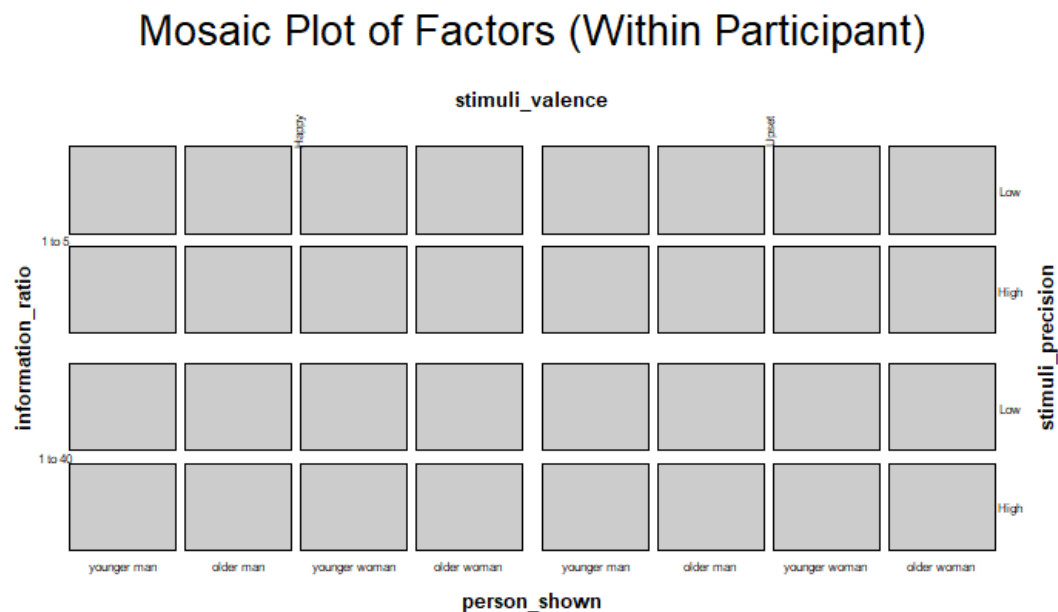 Mosaic Plot of Factors (Within Participant)
stimuli_valence
Happy
Upset
Low
1 to 5
High
information_ratio
stimuli_precision
Low
1 to 40
High
younger man older man younger woman older woman younger man older man younger woman older woman
person_shown